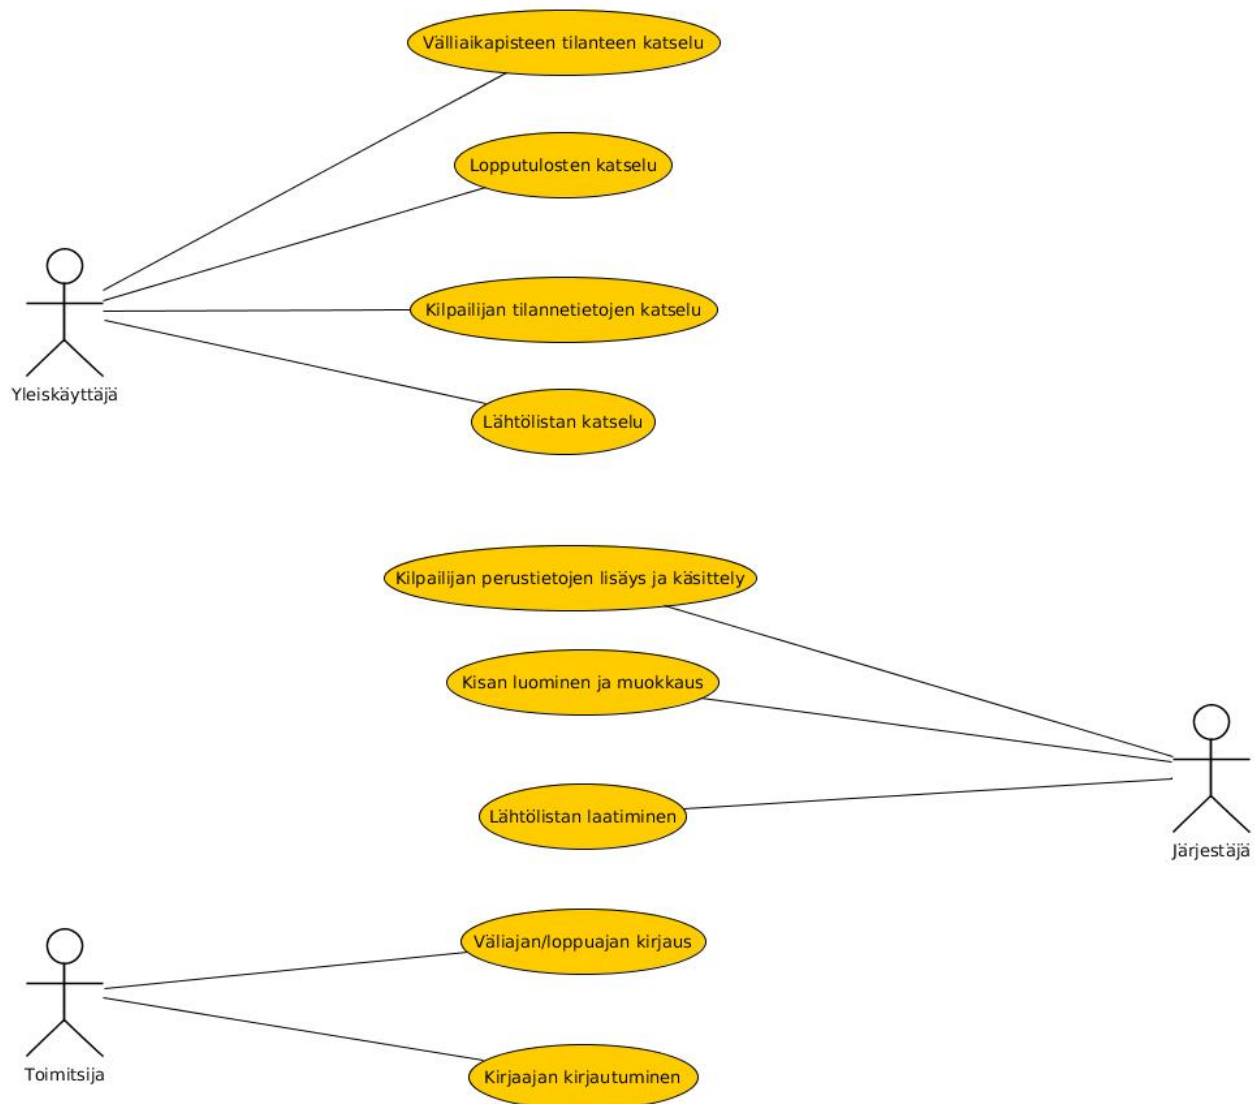 Välliaikapisteen tilanteen katselu
Lopputulosten katselu
Kilpailijan tilannetietojen katselu
Yleiskäyttäjä
Lähtölistan katselu
Kilpailijan perustietojen lisäys ja käsittely
Kisan luominen ja muokkaus
Lähtölistan laatiminen
Järjestäjä
Väliajan/loppuajan kirjaus
Toimitsija
Kirjaajan kirjautuminen